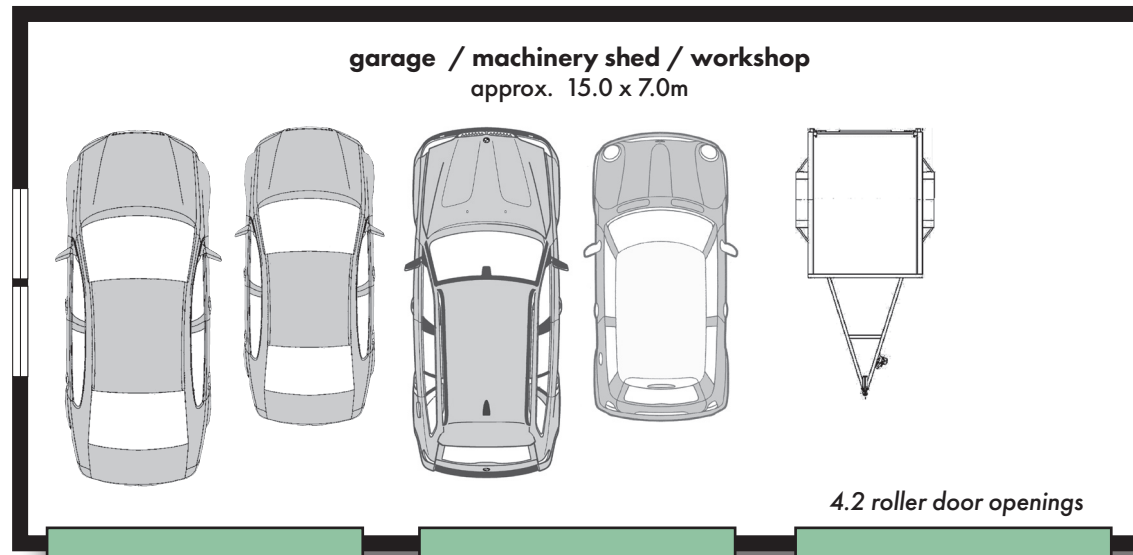 garage / machinery shed / workshop
approx. 15.0 x 7.0m
4.2 roller door openings